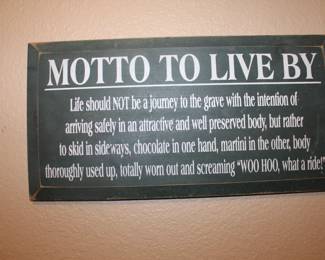 MOTTO TO LIVE BY
Life should NOT be a journey to the grave with the intention of
arriving safely in an attractive and well preserved body, but rather
to skid in sideways, chocolate in one hand, martini in the other, body
thoroughly used up, totally worn out and screaming "WOO HOO, what a ride!"